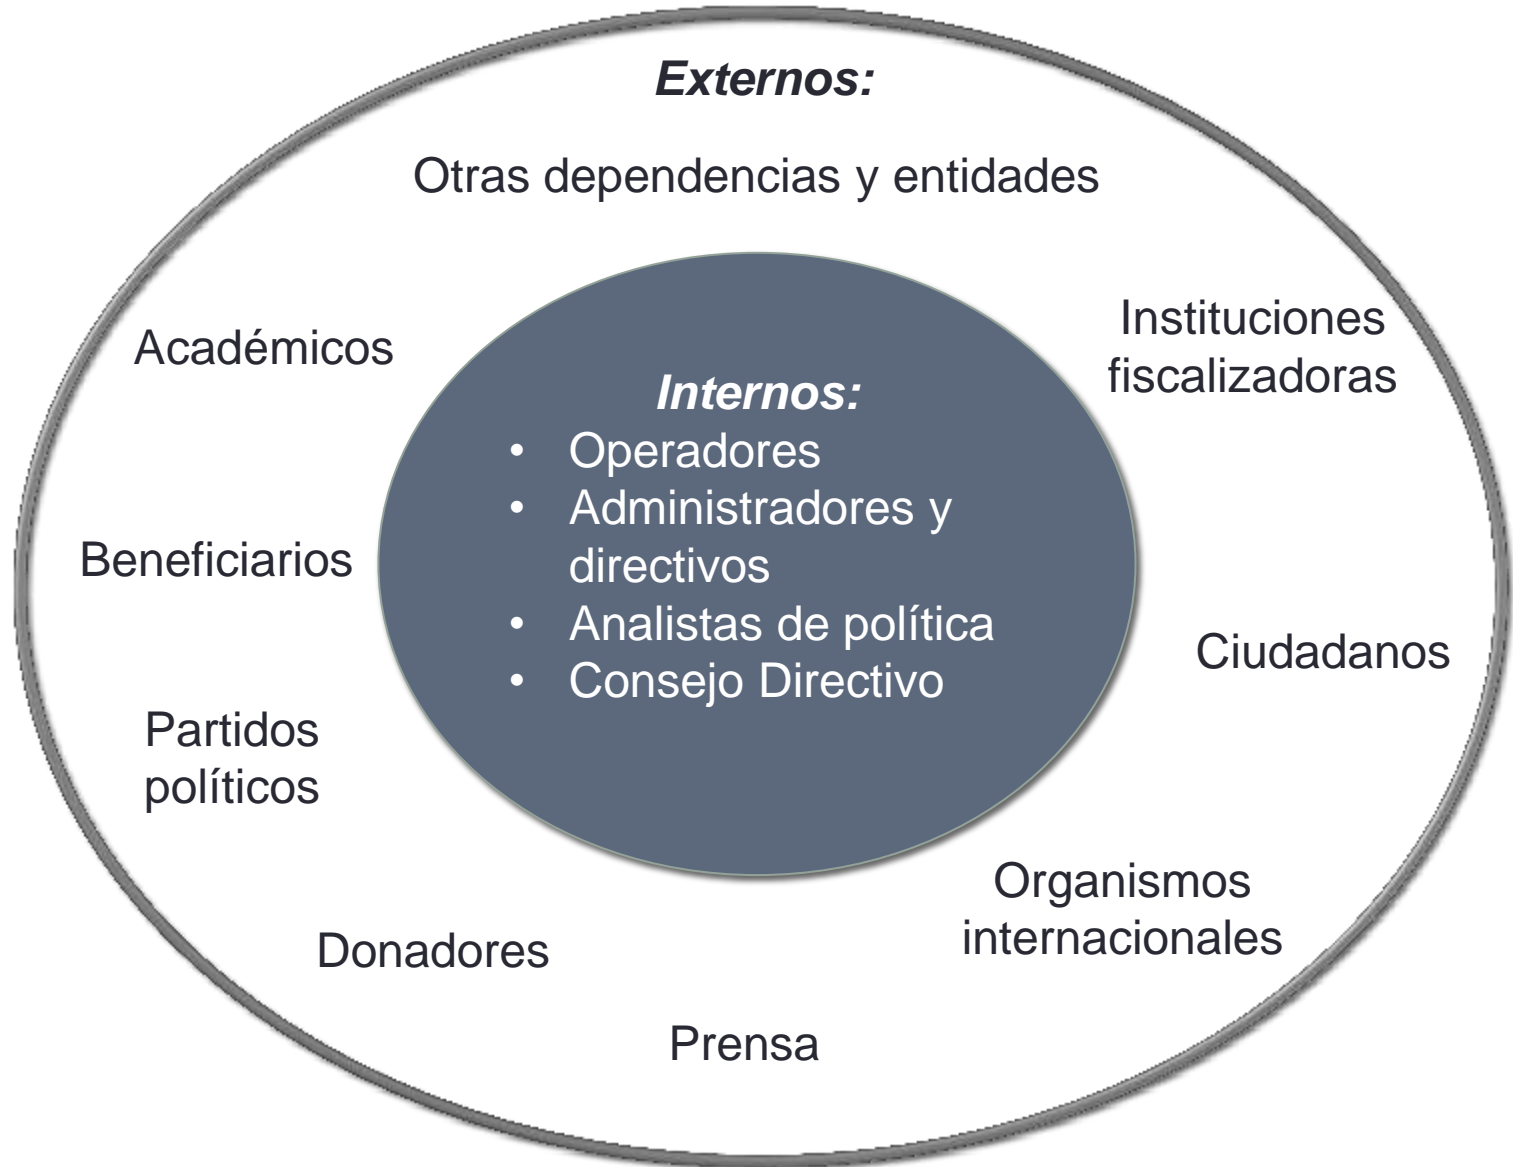 Externos:
Otras dependencias y entidades
Académicos
Instituciones
fiscalizadoras
Internos:
• Operadores
• Administradores y
directivos
• Analistas de política
• Consejo Directivo
Beneficiarios
Ciudadanos
Partidos
políticos
Organismos
internacionales
Donadores
Prensa